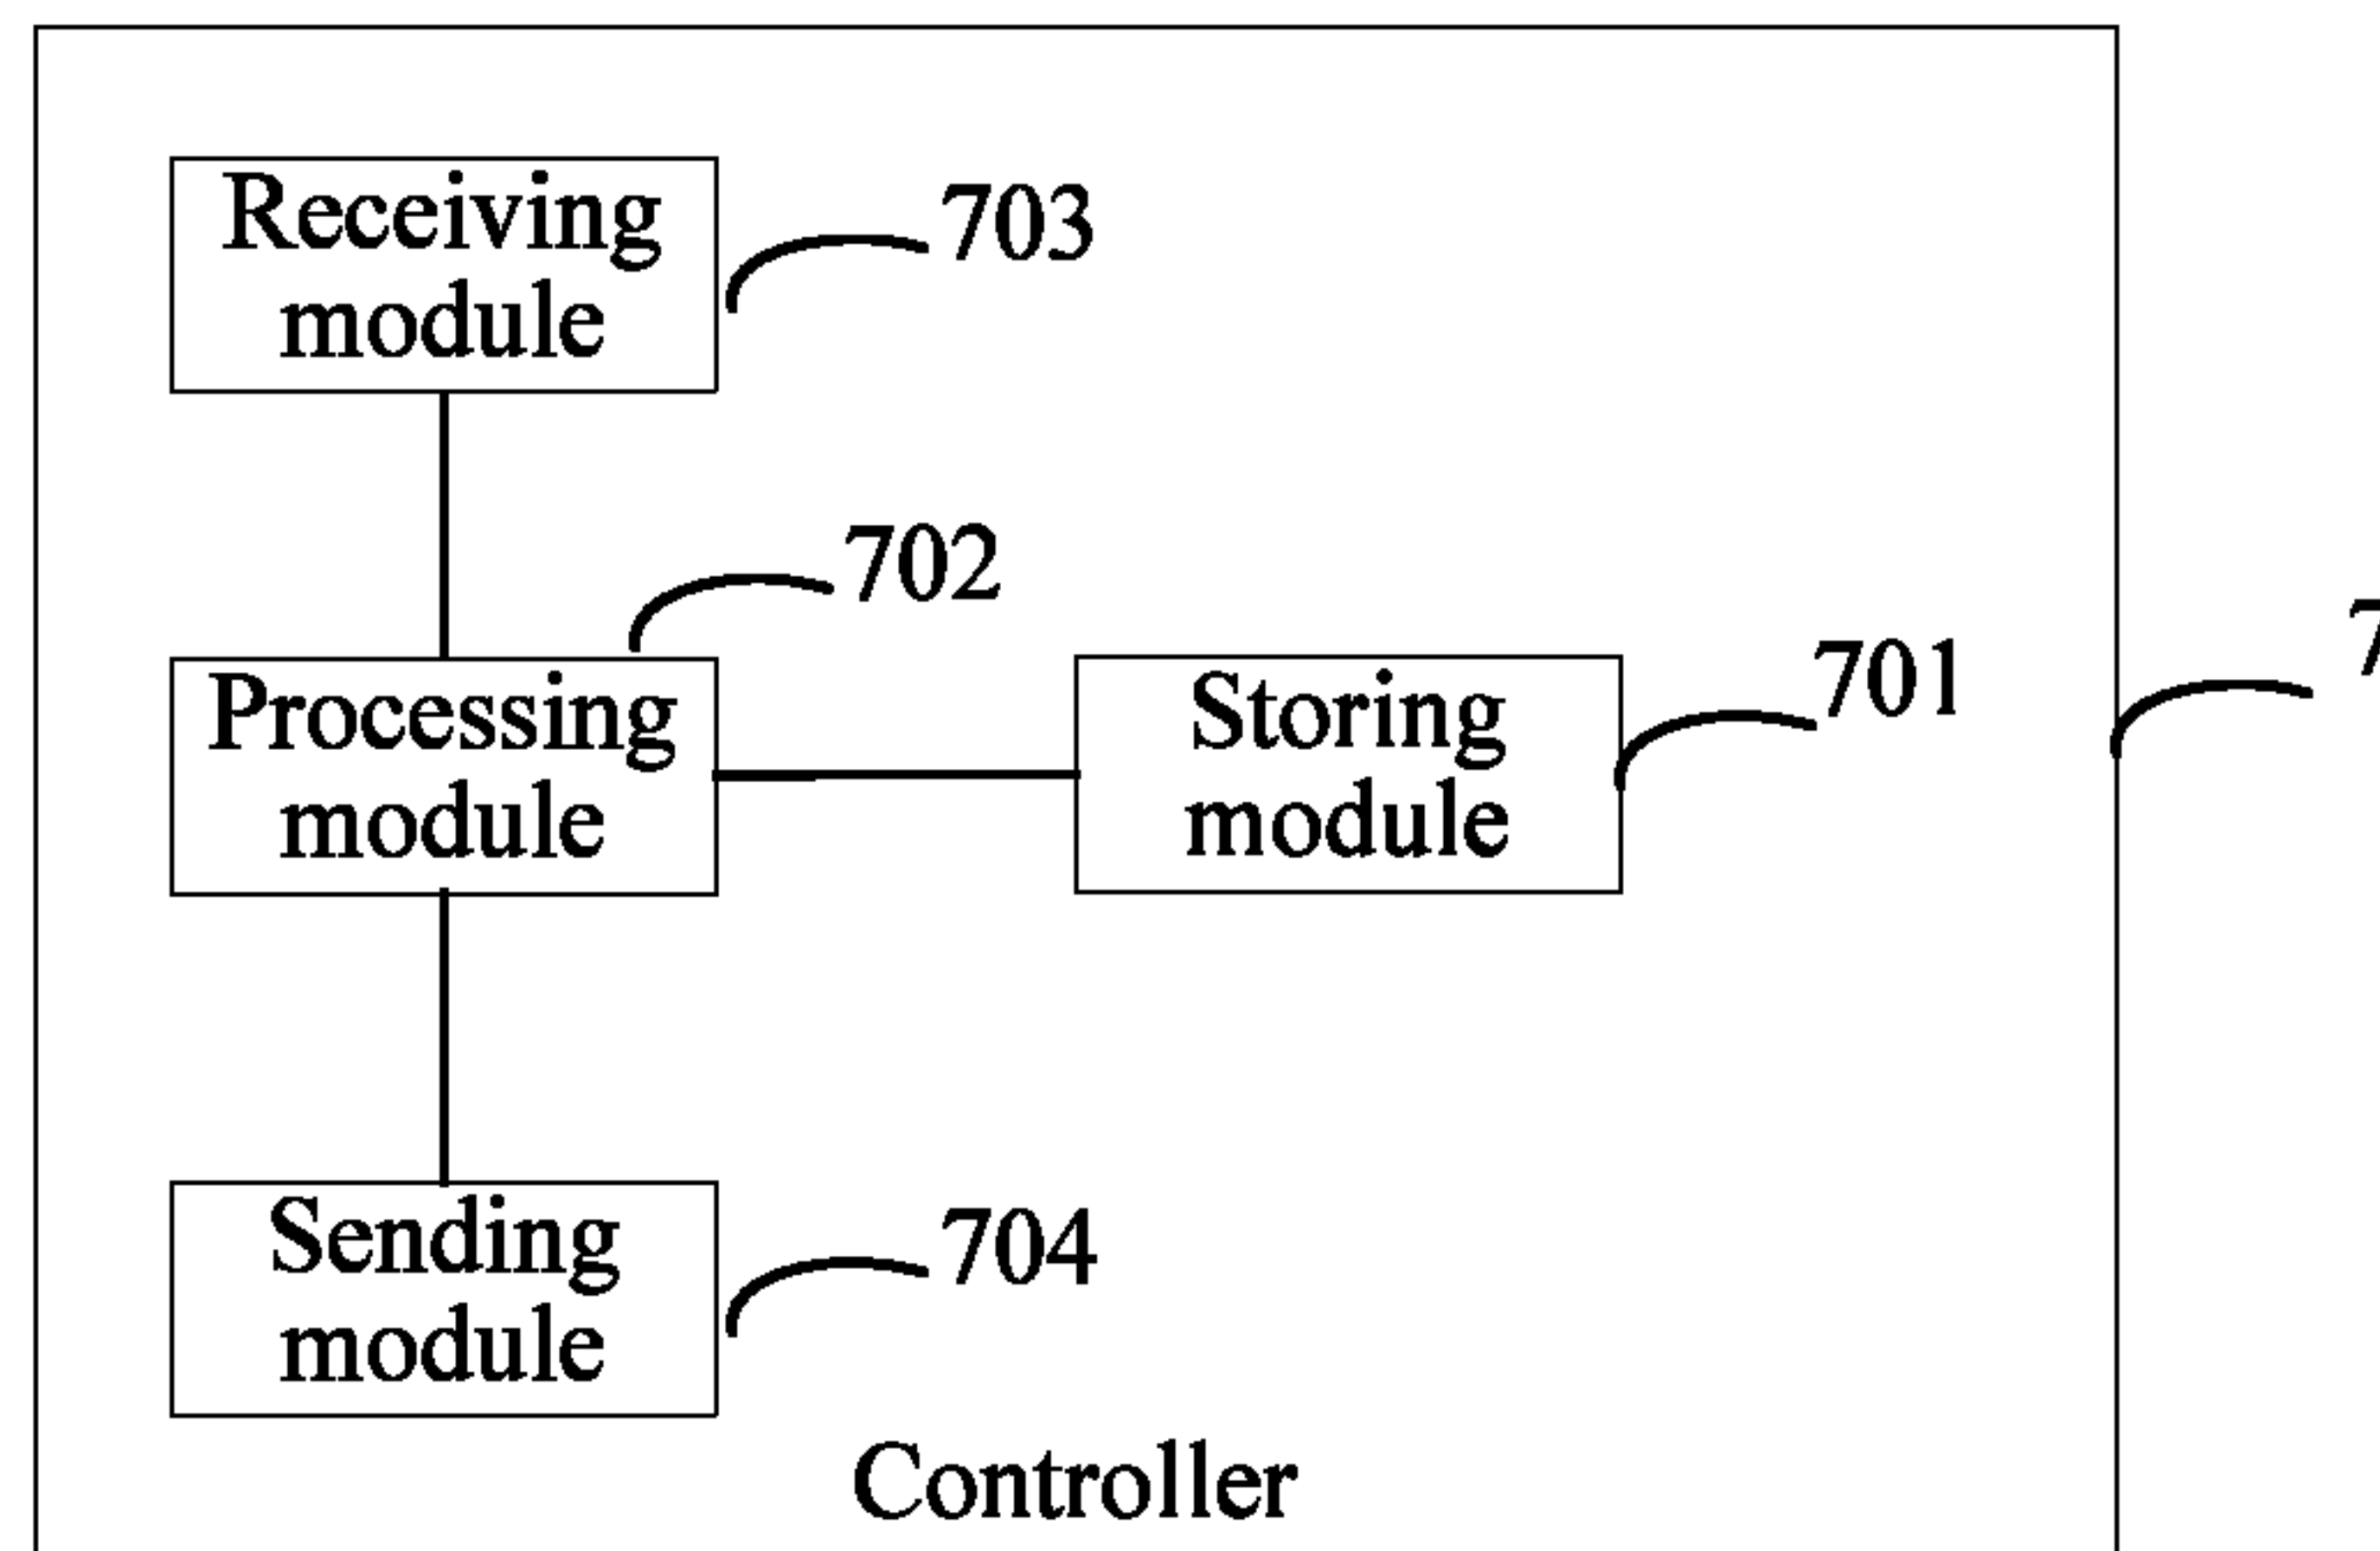 Receiving
module
703
702
Processing
module
Storing
module
701
Sending
module
704
Controller